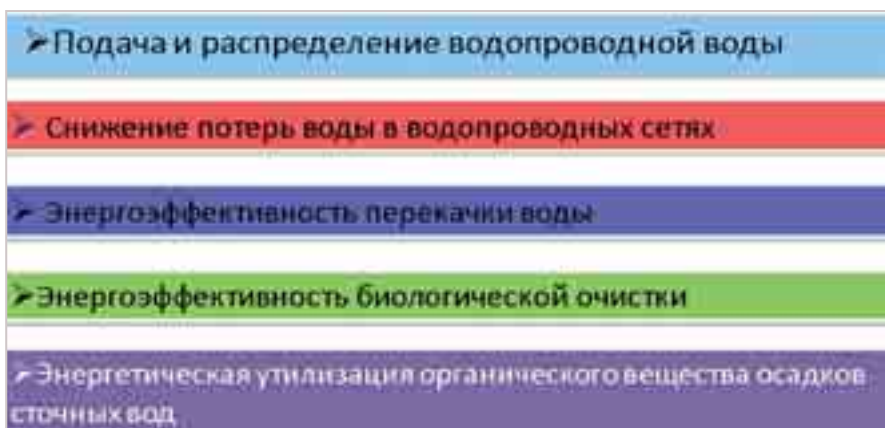 ➢Подача и распределение водопроводной воды
➢ Снижение потерь воды в водопроводных сетях
➢ Энергоэффективность перекачки воды
➢Энергоэффективность биологической очистки
➢Энергетическая утилизация органического вещества осадков
сточных вод